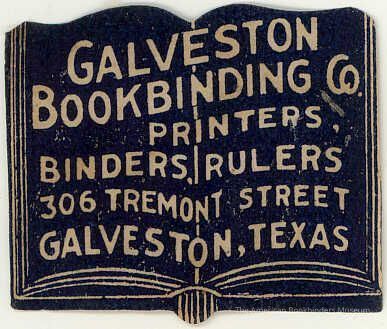 GALVESTON
BOOKBINDING Co.
PRINTERS,
BINDERS, RULERS
306 TREMONT STREET
GALVESTON, TEXAS
The American Bookbinders Museum